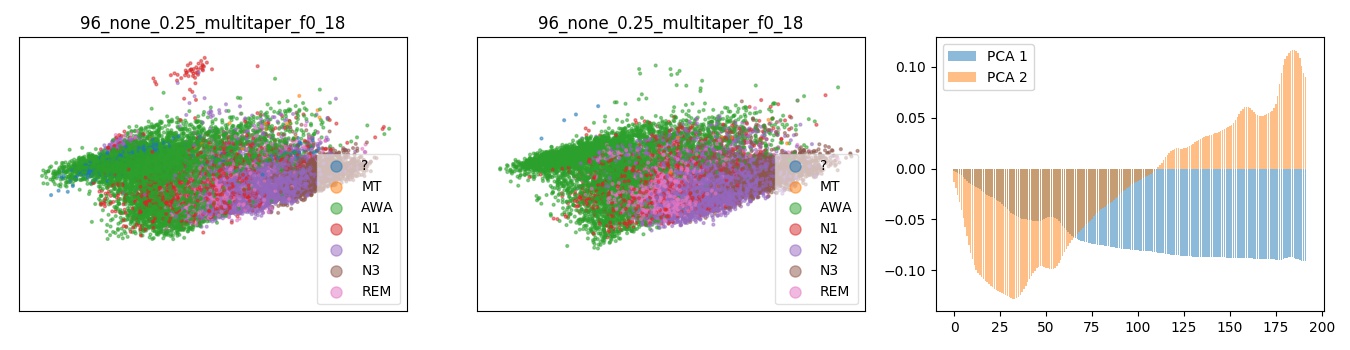 96_none_0.25_multitaper_f0_18
?
MT
AWA
N1
N2
N3
REM
96_none_0.25_multitaper_f0_18
?
MT
AWA
N1
N2
N3
REM
PCA 1
PCA 2
0.10
0.05
0.00
−0.05
−0.10
0 25 50 75 100 125 150 175 200